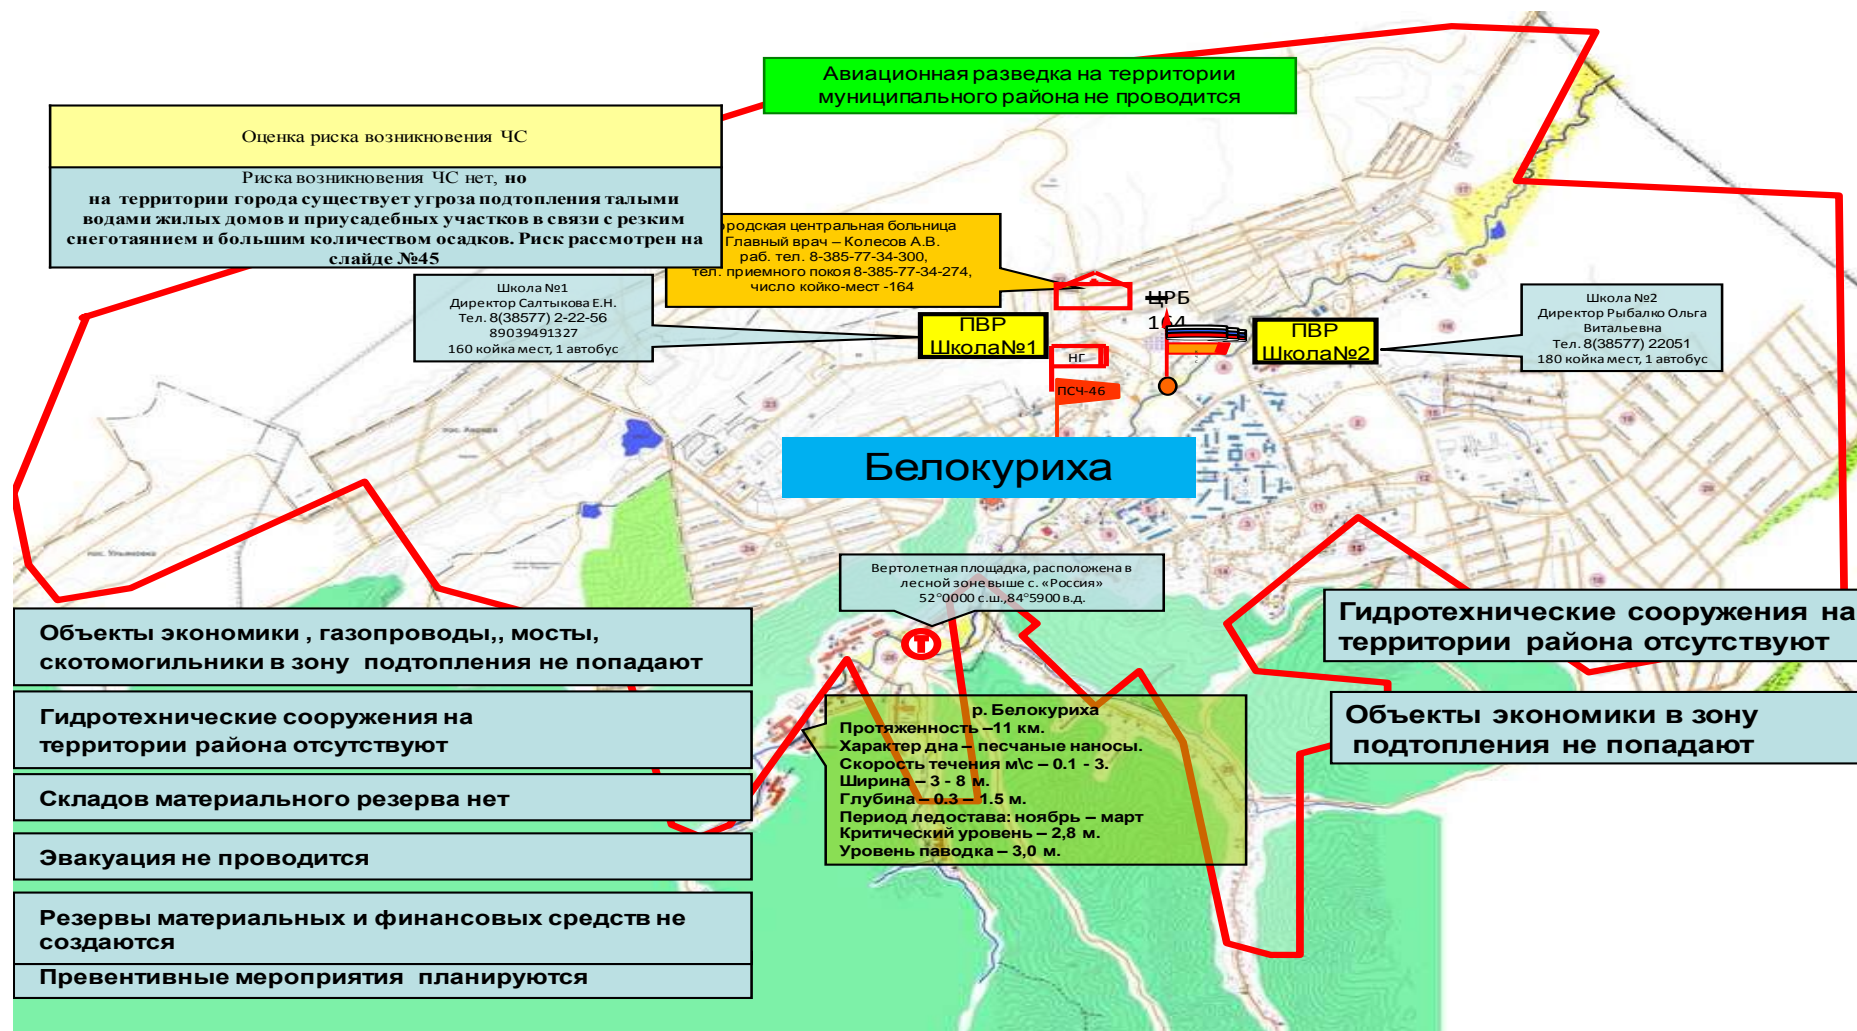 Авиационная разведка на территории
муниципального района не проводится
Оценка риска возникновения ЧС
Риска возникновения ЧС нет, но
на территории города существует угроза подтопления талыми
водами жилых домов и приусадебных участков в связи с резким
снеготаянием и большим количеством осадков. Риск рассмотрен на
слайде №45
ородская центральная больница
Главный врач – Колесов А.В.
раб. тел. 8-385-77-34-300,
тел. приемного покоя 8-385-77-34-274,
число койко-мест -164
Школа №1
Директор Салтыкова Е.Н.
Тел. 8(38577) 2-22-56
89039491327
160 койка мест, 1 автобус
ПВР
Школа№1
ЦРБ
164
ПВР
Школа№2
Школа №2
Директор Рыбалко Ольга
Витальевна
Тел. 8(38577) 22051
180 койка мест, 1 автобус
НГ
ПСЧ-46
Белокуриха
Вертолетная площадка, расположена в
лесной зоне выше с. «Россия»
52°0000 с.ш.,84°5900 в.д.
Т
Объекты экономики , газопроводы,, мосты,
скотомогильники в зону подтопления не попадают
Гидротехнические сооружения на
территории района отсутствуют
Складов материального резерва нет
Эвакуация не проводится
Резервы материальных и финансовых средств не
создаются
Превентивные мероприятия планируются
р. Белокуриха
Протяженность –11 км.
Характер дна – песчаные наносы.
Скорость течения м\с – 0.1 - 3.
Ширина – 3 - 8 м.
Глубина – 0.3 – 1.5 м.
Период ледостава: ноябрь – март
Критический уровень – 2,8 м.
Уровень паводка – 3,0 м.
Гидротехнические сооружения на
территории района отсутствуют
Объекты экономики в зону
подтопления не попадают